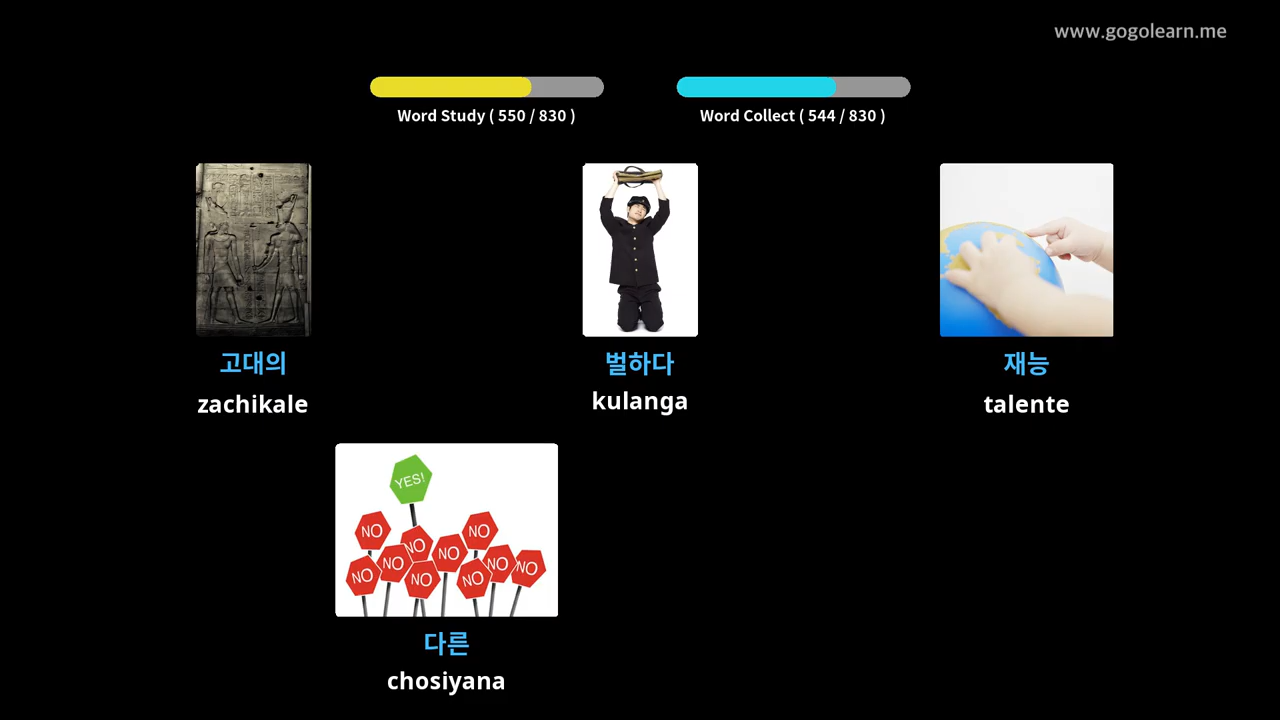 www.gogolearn.me
Word Study ( 550 / 830 )
Word Collect ( 544 / 830 )
고대의
zachikale
벌하다
kulanga
재능
talente
YES!
NO
NO
NO
NO
NO
NO
NO
NO
NO
NO
다른
chosiyana